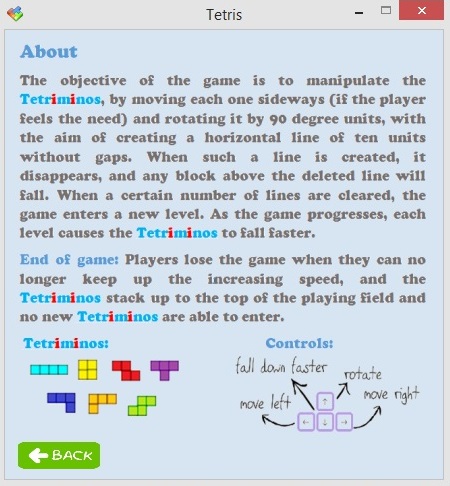 Tetris
About
The objective of the game is to manipulate the
Tetriminos, by moving each one sideways (if the player
feels the need) and rotating it by 90 degree units, with
the aim of creating a horizontal line of ten units
without gaps. When such a line is created, it
disappears, and any block above the deleted line will
fall. When a certain number of lines are cleared, the
game enters a new level. As the game progresses, each
level causes the Tetriminos to fall faster.
End of game: Players lose the game when they can no
longer keep up the increasing speed, and the
Tetriminos stack up to the top of the playing field and
no new Tetriminos are able to enter.
Tetriminos:
Controls:
fall down faster
rotate
move left
move right
↑
← ↓ →
BACK